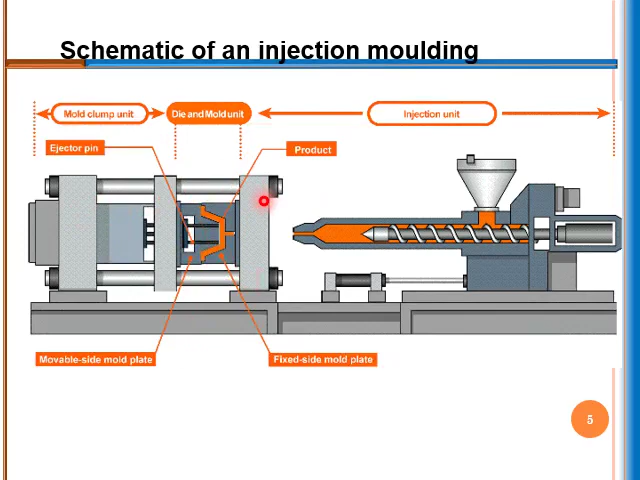 Schematic of an injection moulding
Mold clump unit
Die and Mold unit
Injection unit
Ejector pin
Product
Movable-side mold plate
Fixed-side mold plate
5